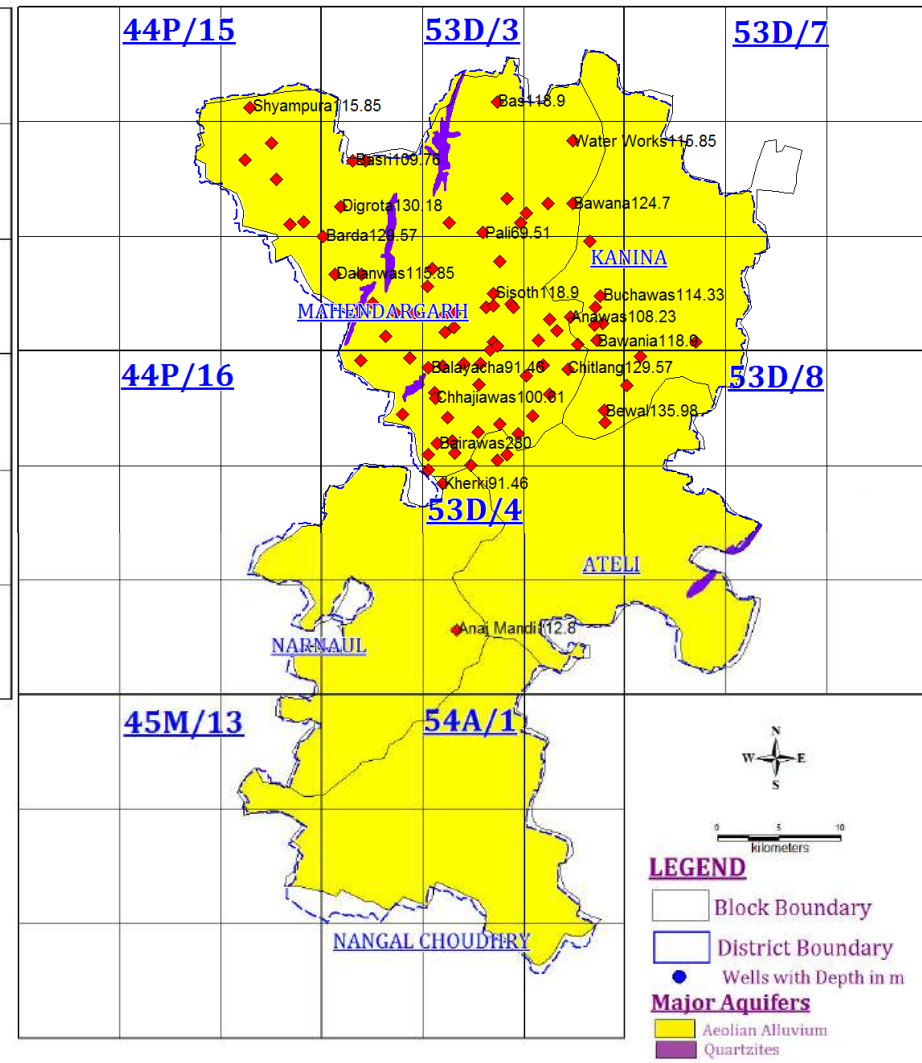 44P/15
53D/3
53D/7
Bas118.9
Shyampura115.85
Water Works115.85
Digrota130.18
Bawana124.7
Pali69.51
Barda129.57
KANINA
Dalanwas115.85
Sisoth118.9
Buchawas114.33
MAHENDARGARH
Anawas108.23
Bawania118.9
44P/16
Balayacha91.46
Chitlang129.57
53D/8
Chhajiawas100.61
Bewal135.98
Bairawas280
Kherki91.46
53D/4
ATELI
Anaj Mandi112.8
NARNAUL
45M/13
54A/1
N
W E
S
0 5 10
kilometers
LEGEND
Block Boundary
District Boundary
NANGAL CHOUDHRY
Wells with Depth in m
Major Aquifers
Aeolian Alluvium
Quartzites